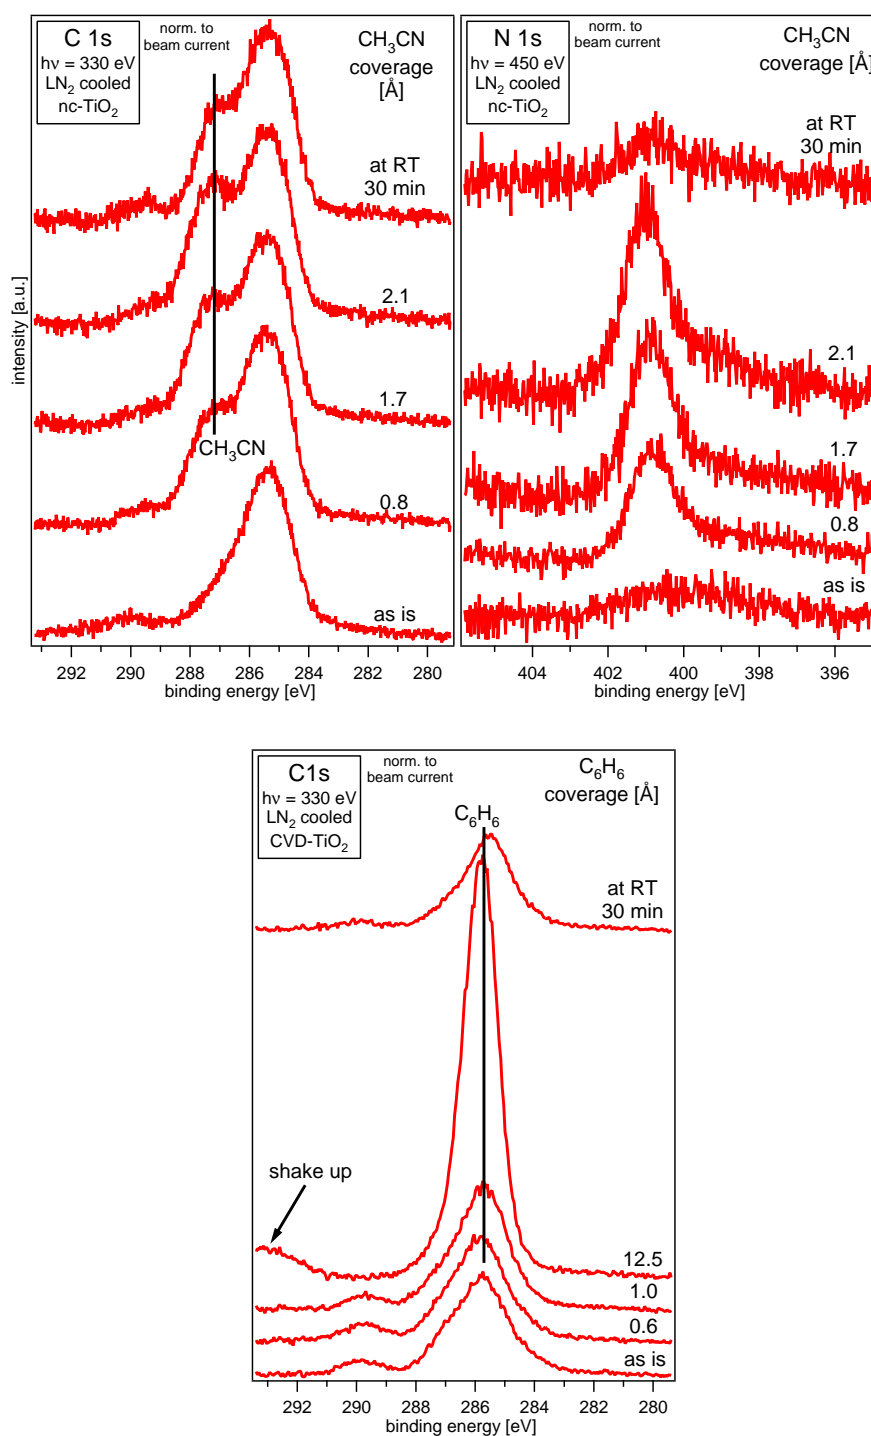 C 1s
hν = 330 eV
LN₂ cooled
nc-TiO₂
norm. to
beam current
CH₃CN
coverage
[Å]
at RT
30 min
2.1
1.7
CH₃CN
0.8
as is
intensity [a.u.]
292 290 288 286 284 282 280
binding energy [eV]
N 1s
hν = 450 eV
LN₂ cooled
nc-TiO₂
norm. to
beam current
CH₃CN
coverage [Å]
at RT
30 min
2.1
1.7
0.8
as is
404 402 400 398 396
binding energy [eV]
C1s
hν = 330 eV
LN₂ cooled
CVD-TiO₂
norm. to
beam current
C₆H₆
coverage [Å]
C₆H₆
at RT
30 min
shake up
12.5
1.0
0.6
as is
292 290 288 286 284 282 280
binding energy [eV]